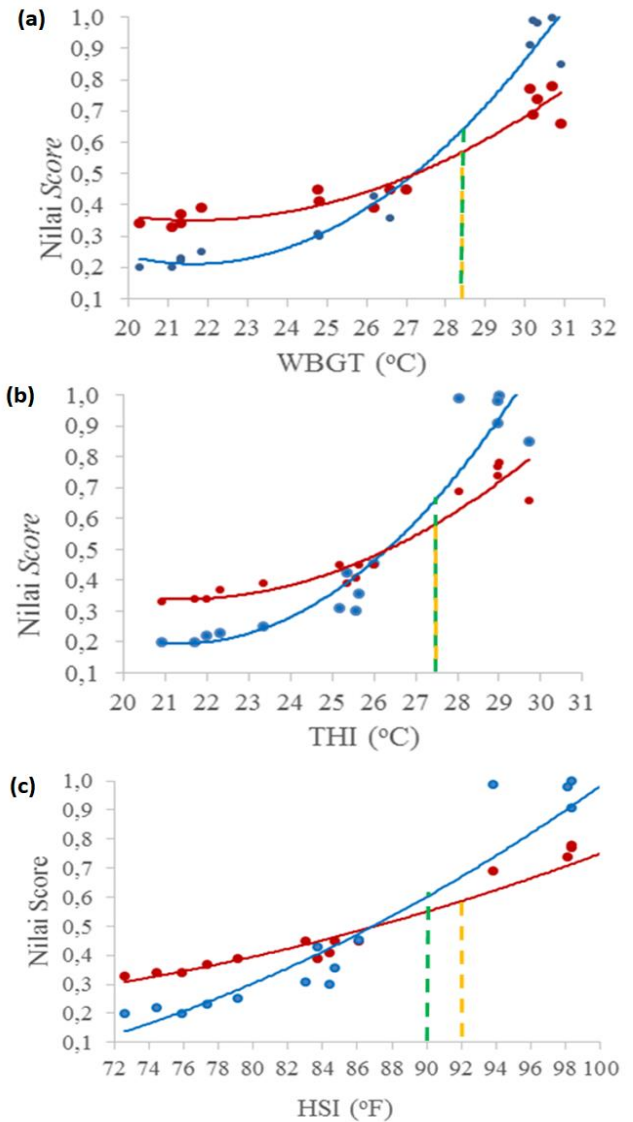 (a)
1,0
0,9
0,8
0,7
0,6
0,5
0,4
0,3
0,2
0,1
Nilai Score
20 21 22 23 24 25 26 27 28 29 30 31 32
WBGT (°C)
(b)
1,0
0,9
0,8
0,7
0,6
0,5
0,4
0,3
0,2
0,1
Nilai Score
20 21 22 23 24 25 26 27 28 29 30 31
THI (°C)
(c)
1,0
0,9
0,8
0,7
0,6
0,5
0,4
0,3
0,2
0,1
Nilai Score
72 74 76 78 80 82 84 86 88 90 92 94 96 98 100
HSI (°F)